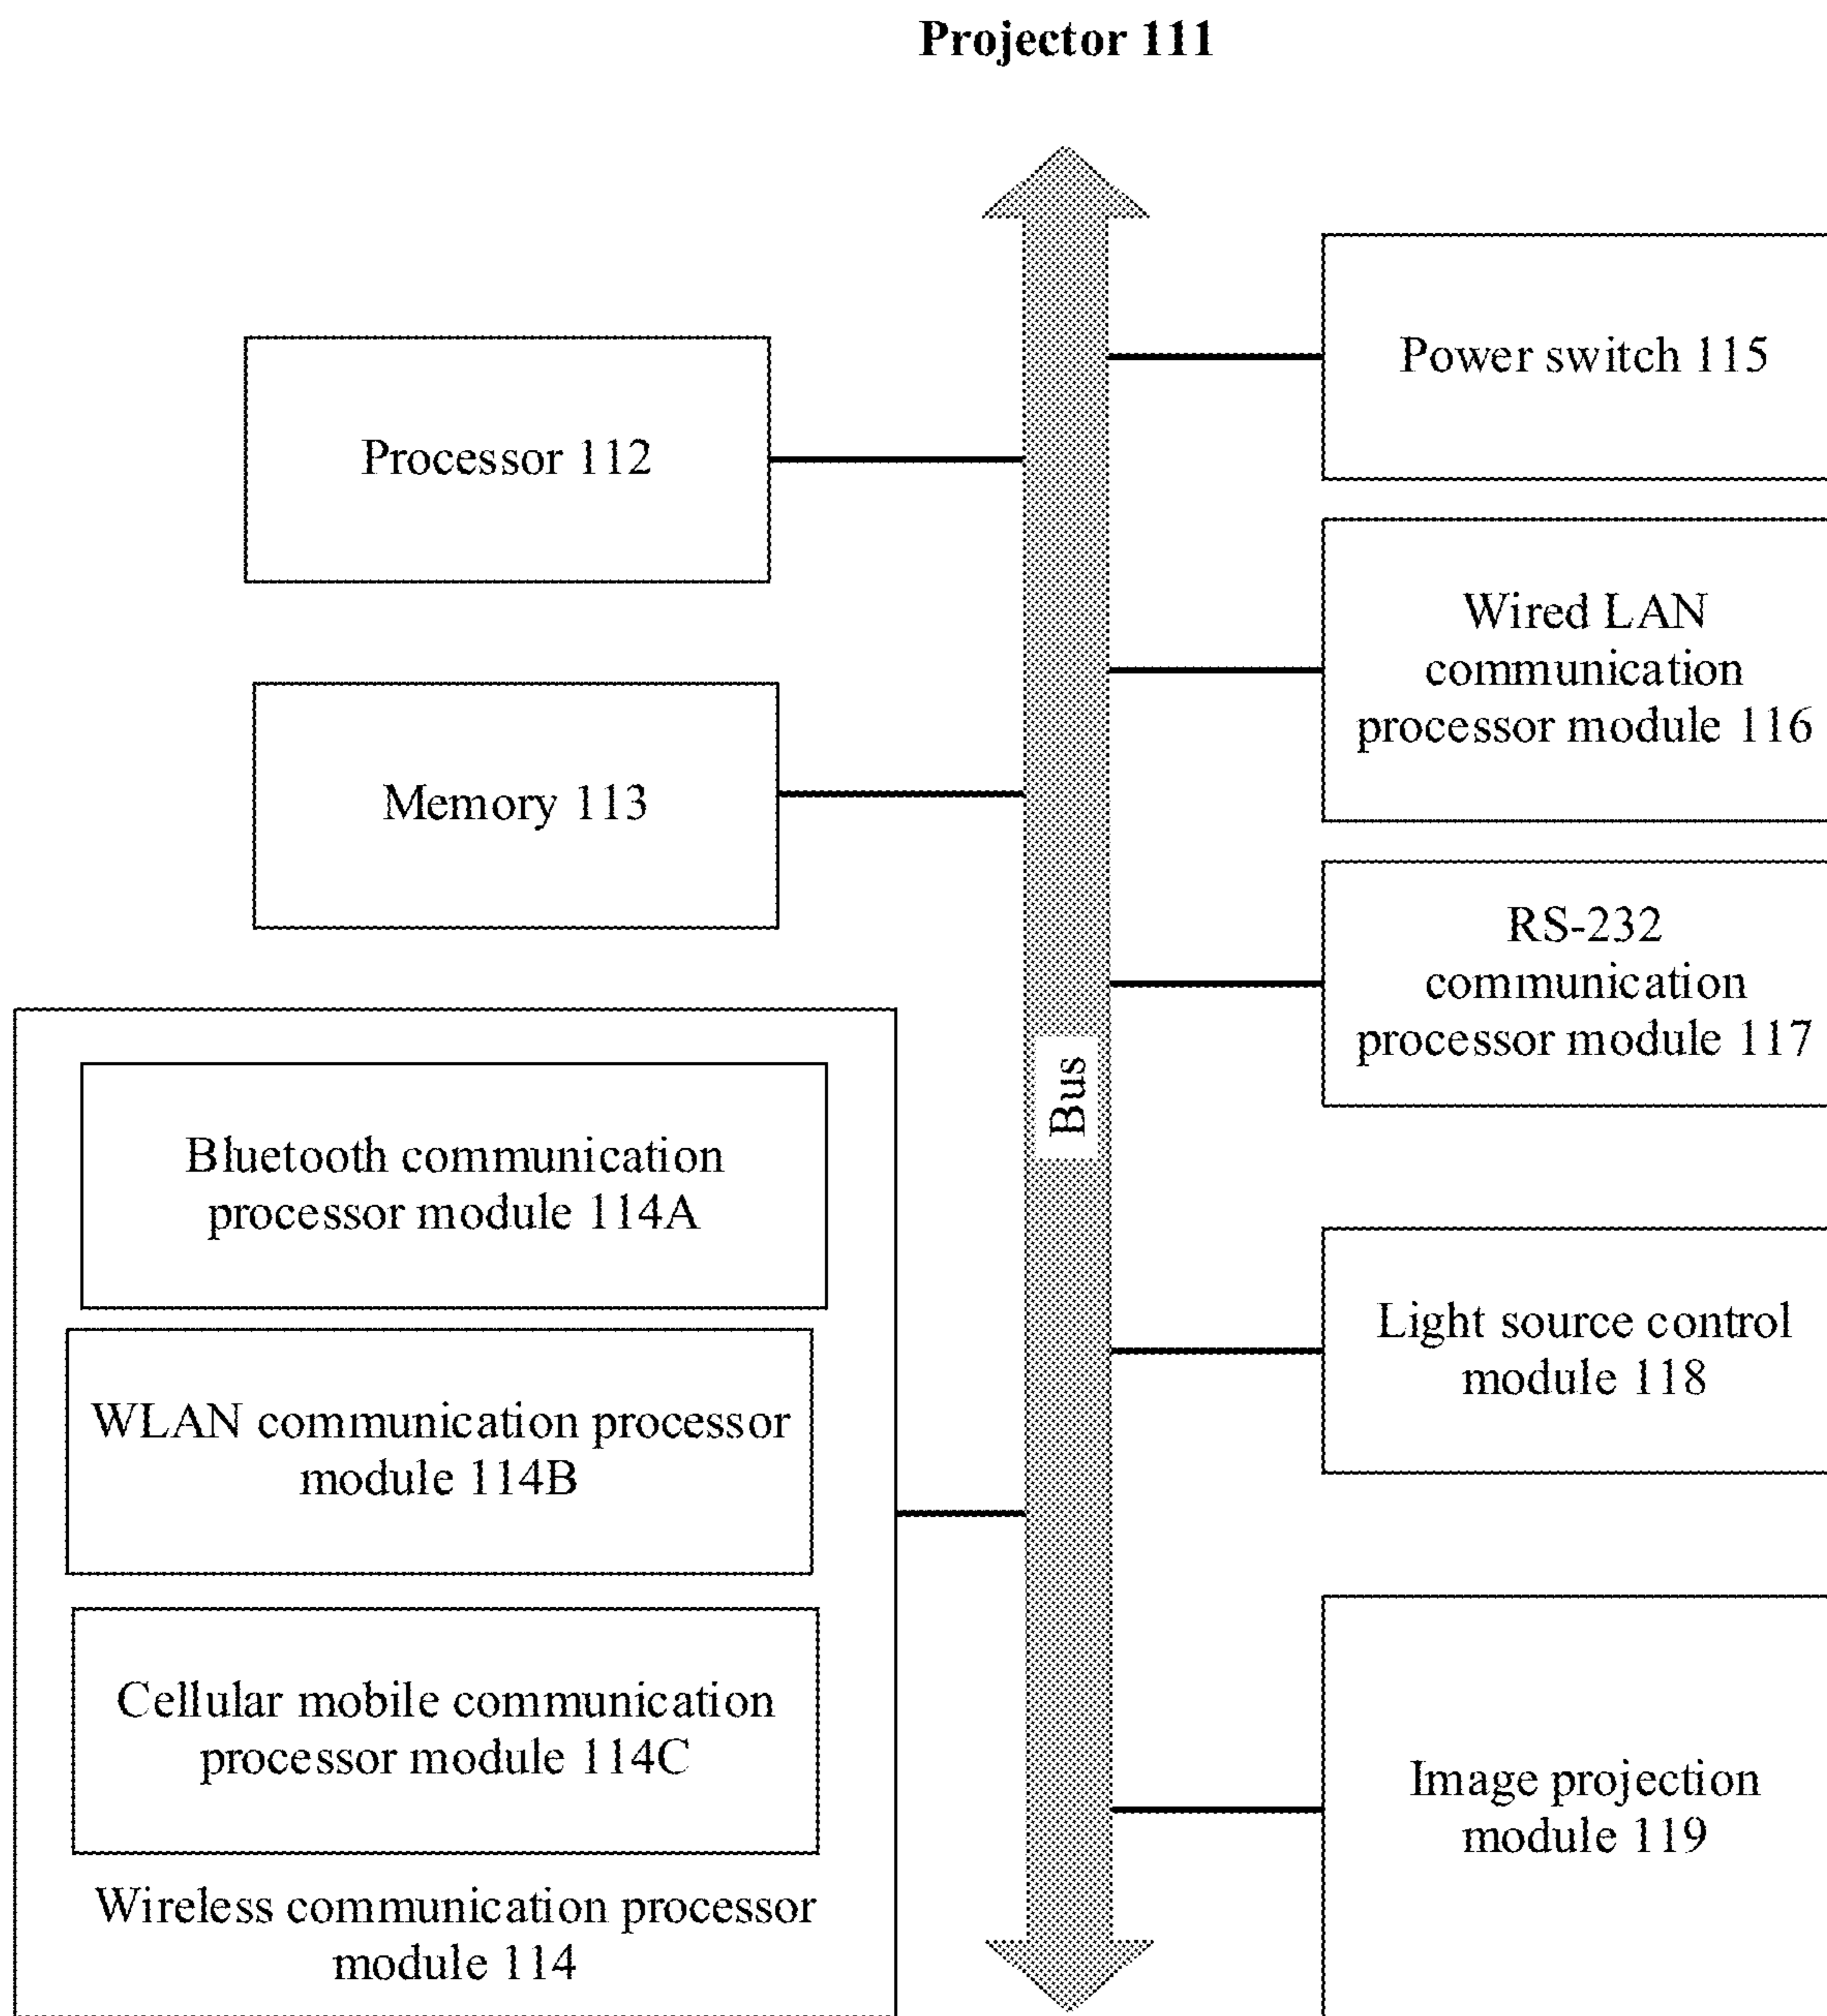 Projector 111
Processor 112
Memory 113
Bluetooth communication
processor module 114A
WLAN communication processor
module 114B
Cellular mobile communication
processor module 114C
Wireless communication processor
module 114
Bus
Power switch 115
Wired LAN
communication
processor module 116
RS-232
communication
processor module 117
Light source control
module 118
Image projection
module 119